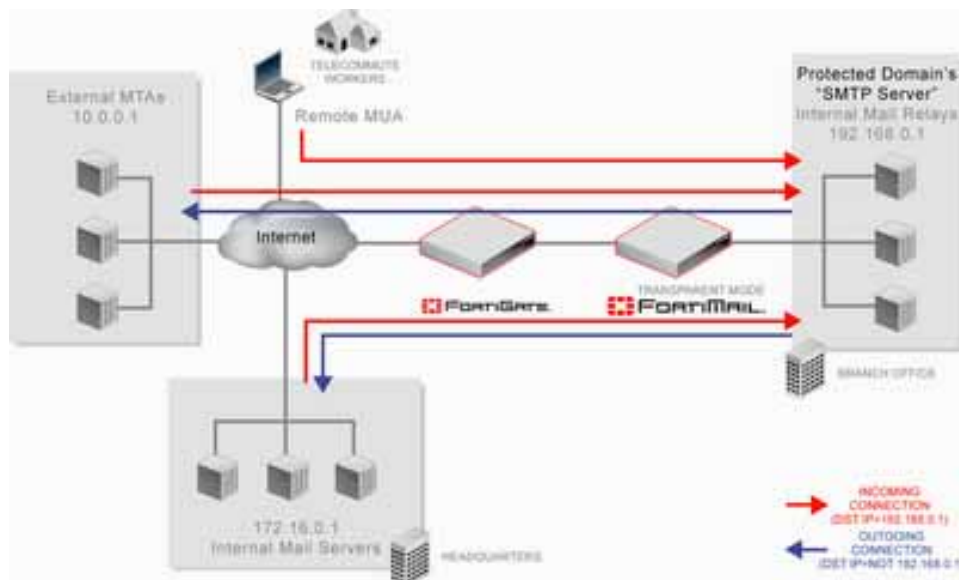 TELECOMMUTE
WORKERS
External MTAs
10.0.0.1
Remote MUA
Protected Domain's
"SMTP Server"
Internal Mail Relays
192.168.0.1
Internet
TRANSPARENT MODE
FORTIGATE
FORTIMAIL
BRANCH OFFICE
172.16.0.1
Internal Mail Servers
HEADQUARTERS
INCOMING
CONNECTION
(DST IP=192.168.0.1)
OUTGOING
CONNECTION
(DST IP=NOT 192.168.0.1